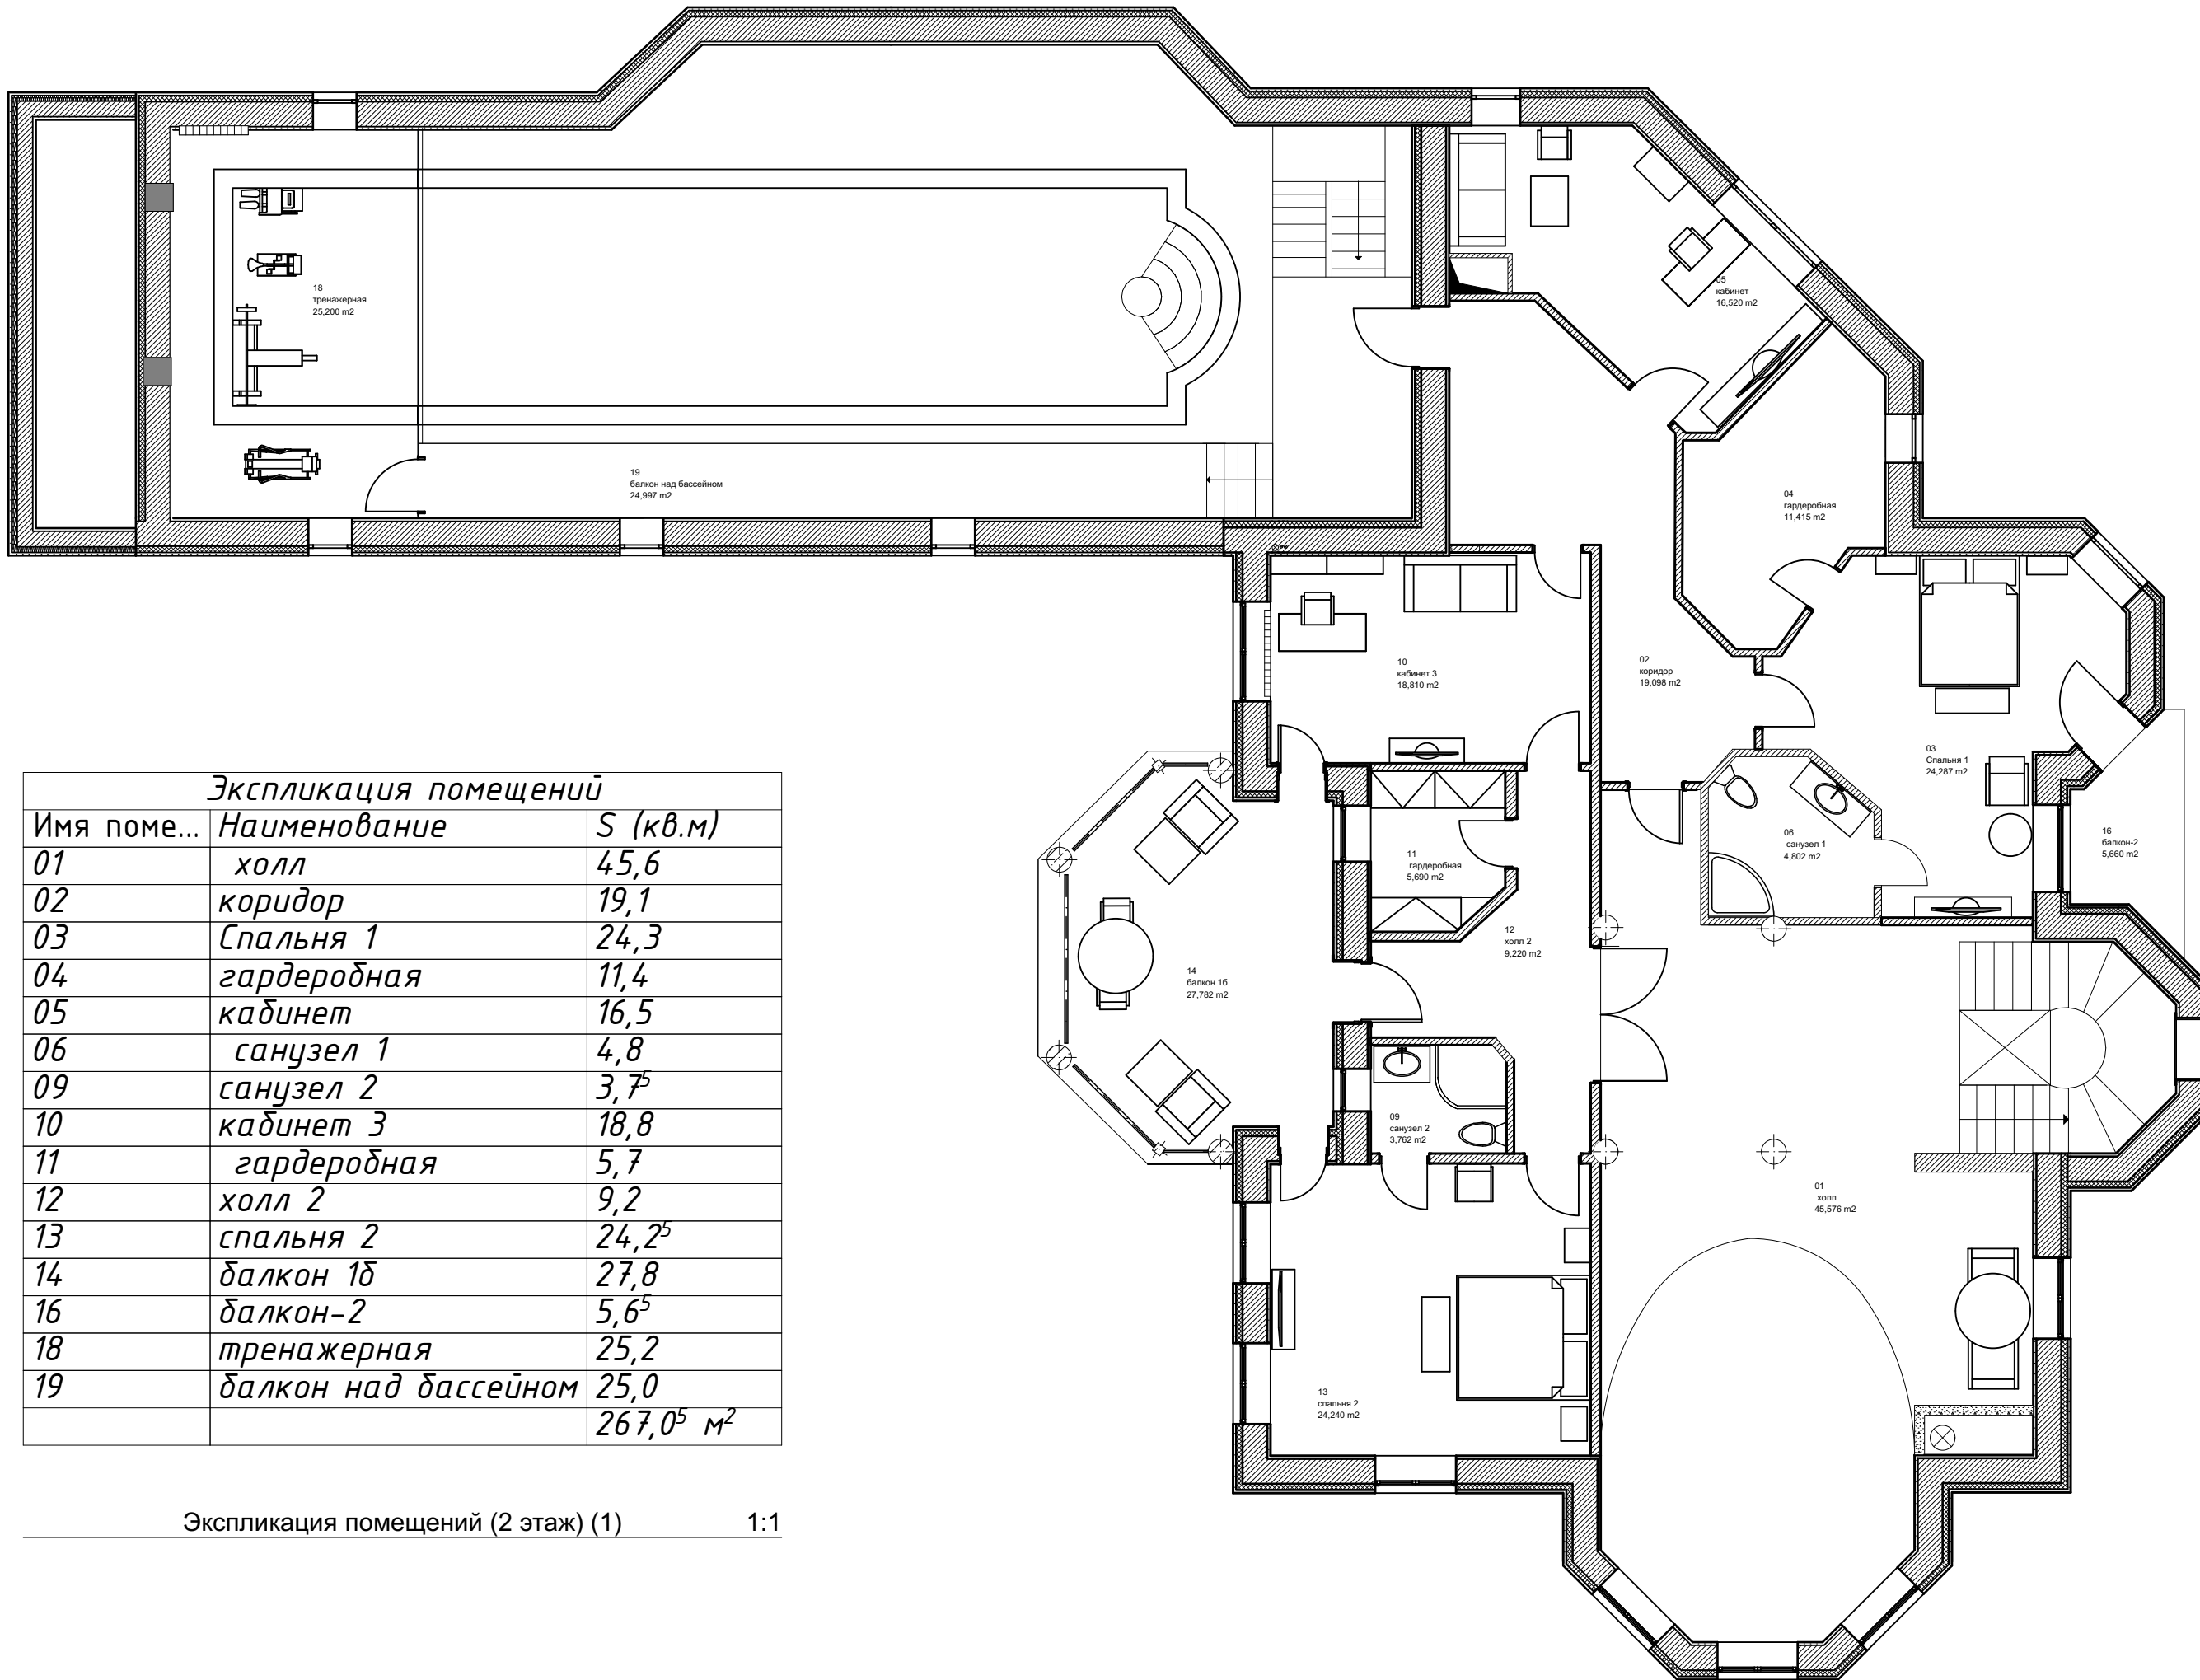 18
тренажерная
25,200 m2
19
балкон над бассейном
24,997 m2
05
кабинет
16,520 m2
04
гардеробная
11,415 m2
10
кабинет 3
18,810 m2
02
коридор
19,098 m2
03
Спальня 1
24,287 m2
06
санузел 1
4,802 m2
16
балкон-2
5,660 m2
11
гардеробная
5,690 m2
12
холл 2
9,220 m2
14
балкон 1б
27,782 m2
09
санузел 2
3,762 m2
01
холл
45,576 m2
13
спальня 2
24,240 m2
Экспликация помещений
Имя поме... Наименование S (кв.м)
01 холл 45,6
02 коридор 19,1
03 Спальня 1 24,3
04 гардеробная 11,4
05 кабинет 16,5
06 санузел 1 4,8
09 санузел 2 3,7⁵
10 кабинет 3 18,8
11 гардеробная 5,7
12 холл 2 9,2
13 спальня 2 24,2⁵
14 балкон 1б 27,8
16 балкон-2 5,6⁵
18 тренажерная 25,2
19 балкон над бассейном 25,0
267,0⁵ м²
Экспликация помещений (2 этаж) (1) 1:1